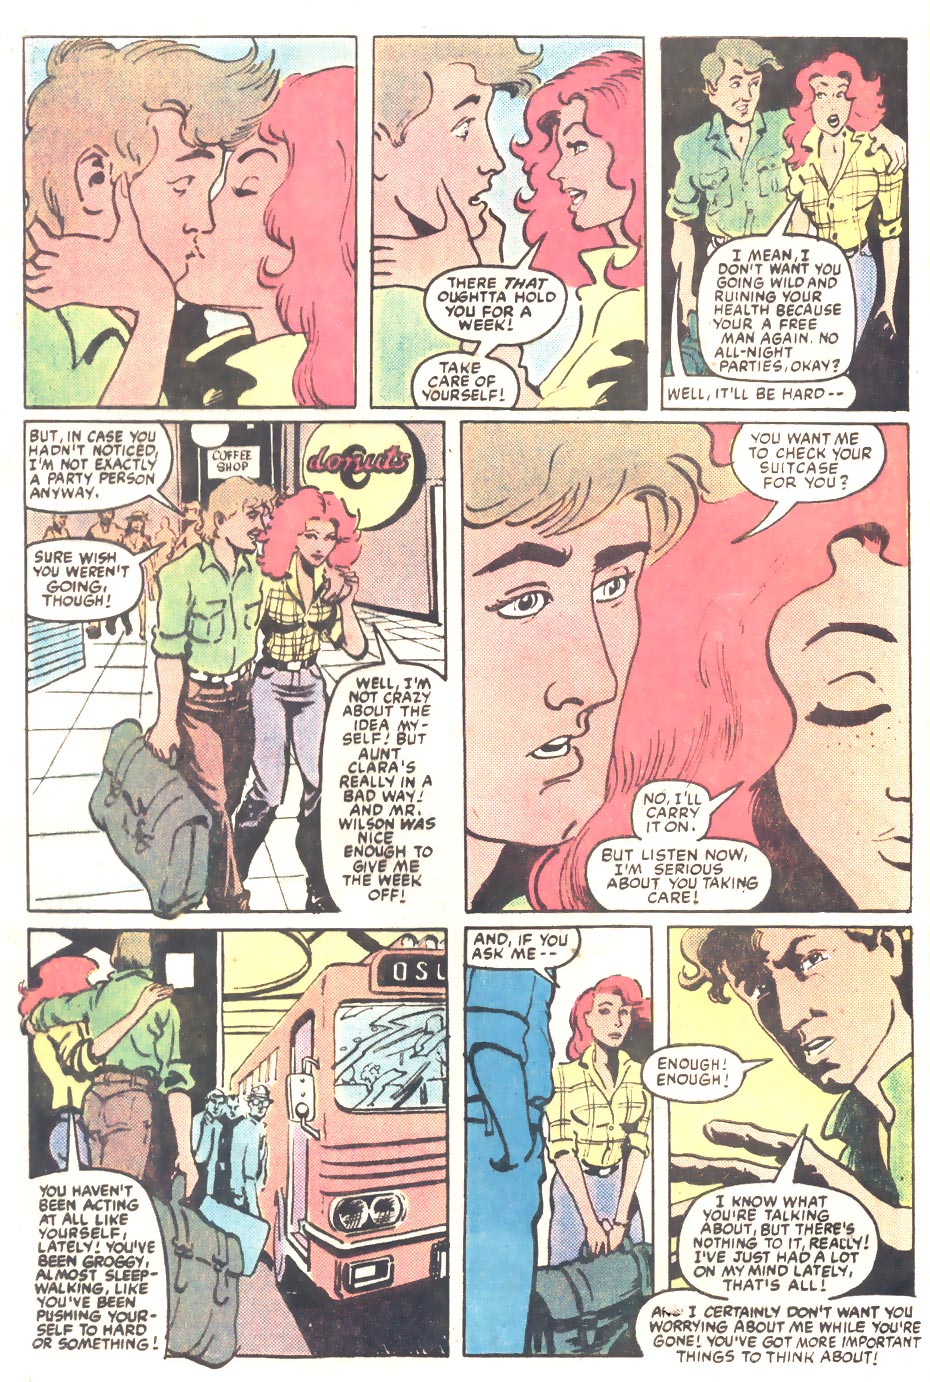 THERE THAT
OUGHTTA HOLD
YOU FOR A
WEEK!
TAKE
CARE OF
YOURSELF!
I MEAN, I
DON'T WANT YOU
GOING WILD AND
RUINING YOUR
HEALTH BECAUSE
YOUR A FREE
MAN AGAIN. NO
ALL-NIGHT
PARTIES, OKAY?
WELL, IT'LL BE HARD--
BUT, IN CASE YOU
HADN'T NOTICED,
I'M NOT EXACTLY
A PARTY PERSON
ANYWAY.
COFFEE
SHOP
donuts
SURE WISH
YOU WEREN'T
GOING,
THOUGH!
WELL, I'M
NOT CRAZY
ABOUT THE
IDEA MY-
SELF! BUT
AUNT
CLARA'S
REALLY IN A
BAD WAY!
AND MR.
WILSON WAS
NICE
ENOUGH TO
GIVE ME
THE WEEK
OFF!
YOU WANT ME
TO CHECK YOUR
SUITCASE
FOR YOU?
NO, I'LL
CARRY
IT ON.
BUT LISTEN NOW,
I'M SERIOUS
ABOUT YOU TAKING
CARE!
OSL
YOU HAVEN'T
BEEN ACTING
AT ALL LIKE
YOURSELF,
LATELY! YOU'VE
BEEN GROGGY,
ALMOST SLEEP-
WALKING, LIKE
YOU'VE BEEN
PUSHING YOUR-
SELF TO HARD
OR SOMETHING!
AND, IF YOU
ASK ME--
ENOUGH!
ENOUGH!
I KNOW WHAT
YOU'RE TALKING
ABOUT, BUT THERE'S
NOTHING TO IT, REALLY!
I'VE JUST HAD A LOT
ON MY MIND LATELY,
THAT'S ALL!
AND I CERTAINLY DON'T WANT YOU
WORRYING ABOUT ME WHILE YOU'RE
GONE! YOU'VE GOT MORE IMPORTANT
THINGS TO THINK ABOUT!